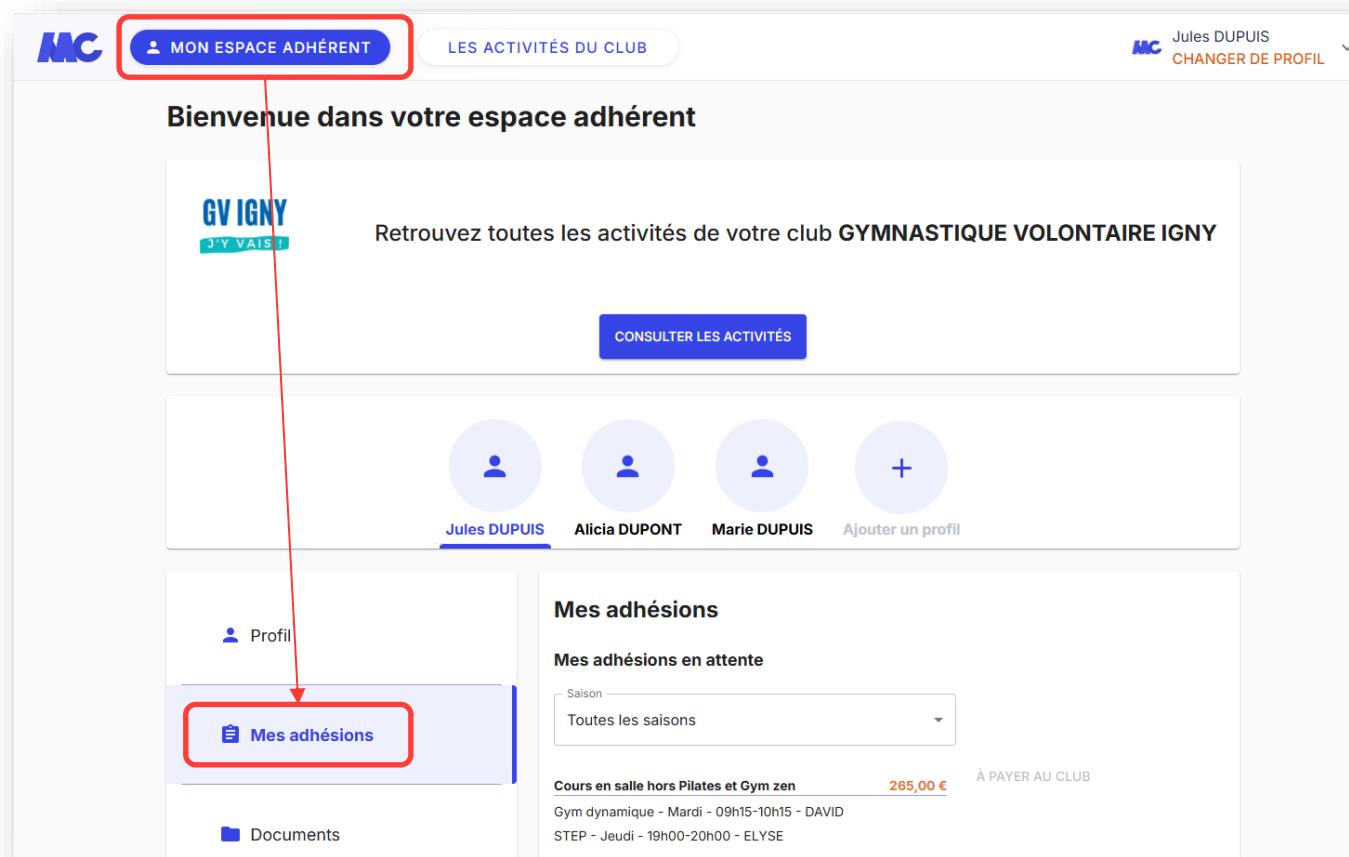 MC
MON ESPACE ADHÉRENT
LES ACTIVITÉS DU CLUB
MC
Jules DUPUIS
CHANGER DE PROFIL
Bienvenue dans votre espace adhérent
GV IGNY
J'Y VAIS !
Retrouvez toutes les activités de votre club GYMNASTIQUE VOLONTAIRE IGNY
CONSULTER LES ACTIVITÉS
Jules DUPUIS
Alicia DUPONT
Marie DUPUIS
Ajouter un profil
Profil
Mes adhésions
Documents
Mes adhésions
Mes adhésions en attente
Saison
Toutes les saisons
Cours en salle hors Pilates et Gym zen 265,00 €
À PAYER AU CLUB
Gym dynamique - Mardi - 09h15-10h15 - DAVID
STEP - Jeudi - 19h00-20h00 - ELYSE